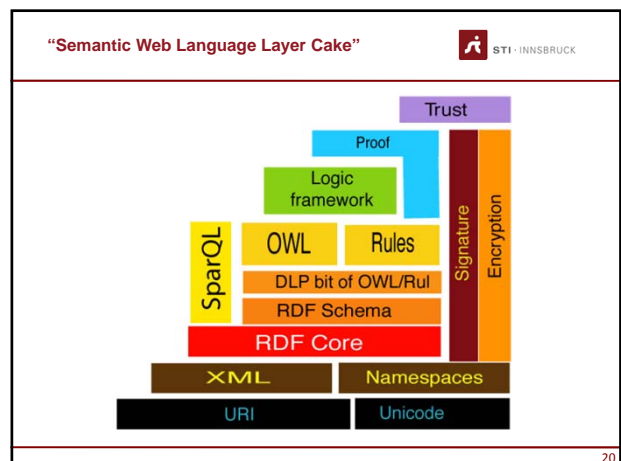 “Semantic Web Language Layer Cake”
STI · INNSBRUCK
Trust
Proof
Logic
framework
SparQL
OWL
Rules
Signature
Encryption
DLP bit of OWL/Rul
RDF Schema
RDF Core
XML
Namespaces
URI
Unicode
20